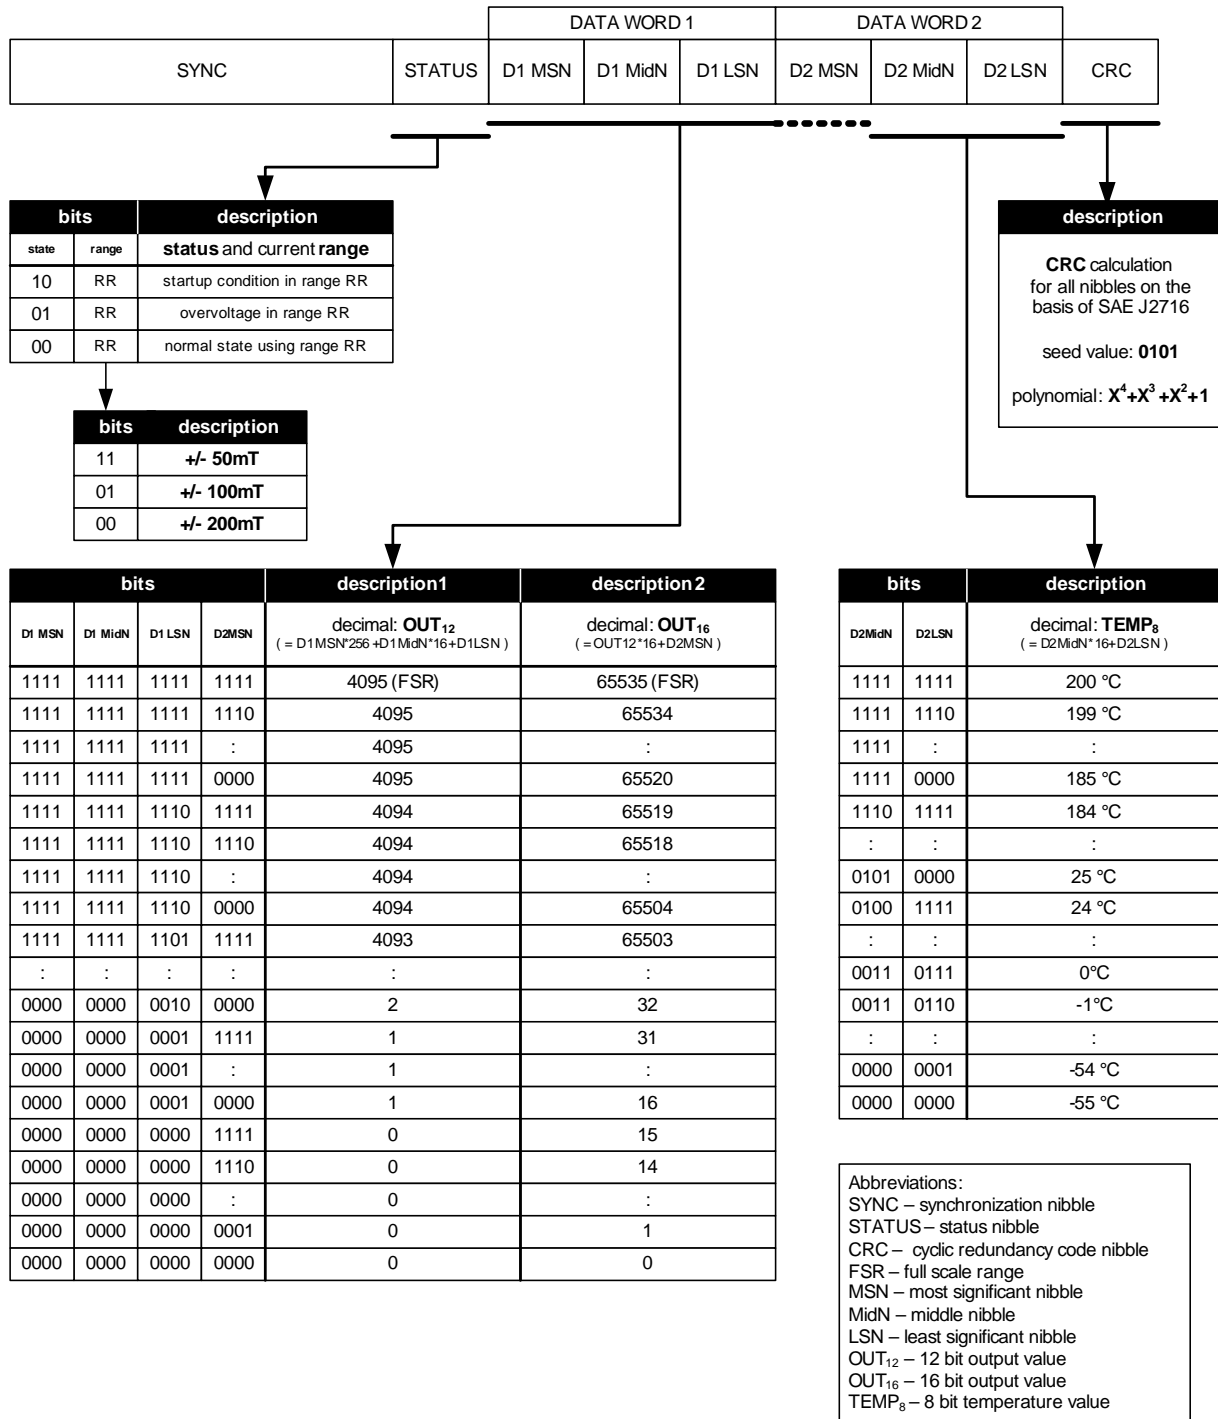 DATA WORD 1 DATA WORD 2
SYNC STATUS D1 MSN D1 MidN D1 LSN D2 MSN D2 MidN D2 LSN CRC
bits description
state range status and current range
10 RR startup condition in range RR
01 RR overvoltage in range RR
00 RR normal state using range RR
bits description
11 +/- 50mT
01 +/- 100mT
00 +/- 200mT
description
CRC calculation
for all nibbles on the
basis of SAE J2716
seed value: 0101
polynomial: X⁴+X³+X²+1
bits description1 description 2
D1 MSN D1 MidN D1 LSN D2MSN decimal: OUT₁₂ decimal: OUT₁₆
( = D1MSN*256 +D1MidN*16+D1LSN ) ( =OUT12*16+D2MSN )
1111 1111 1111 1111 4095 (FSR) 65535 (FSR)
1111 1111 1111 1110 4095 65534
1111 1111 1111 : 4095 :
1111 1111 1111 0000 4095 65520
1111 1111 1110 1111 4094 65519
1111 1111 1110 1110 4094 65518
1111 1111 1110 : 4094 :
1111 1111 1110 0000 4094 65504
1111 1111 1101 1111 4093 65503
: : : : : :
0000 0000 0010 0000 2 32
0000 0000 0001 1111 1 31
0000 0000 0001 : 1 :
0000 0000 0001 0000 1 16
0000 0000 0000 1111 0 15
0000 0000 0000 1110 0 14
0000 0000 0000 : 0 :
0000 0000 0000 0001 0 1
0000 0000 0000 0000 0 0
bits description
D2MidN D2LSN decimal: TEMP₈
( = D2MidN*16+D2LSN )
1111 1111 200 °C
1111 1110 199 °C
1111 : :
1111 0000 185 °C
1110 1111 184 °C
: : :
0101 0000 25 °C
0100 1111 24 °C
: : :
0011 0111 0°C
0011 0110 -1°C
: : :
0000 0001 -54 °C
0000 0000 -55 °C
Abbreviations:
SYNC – synchronization nibble
STATUS – status nibble
CRC – cyclic redundancy code nibble
FSR – full scale range
MSN – most significant nibble
MidN – middle nibble
LSN – least significant nibble
OUT₁₂ – 12 bit output value
OUT₁₆ – 16 bit output value
TEMP₈ – 8 bit temperature value